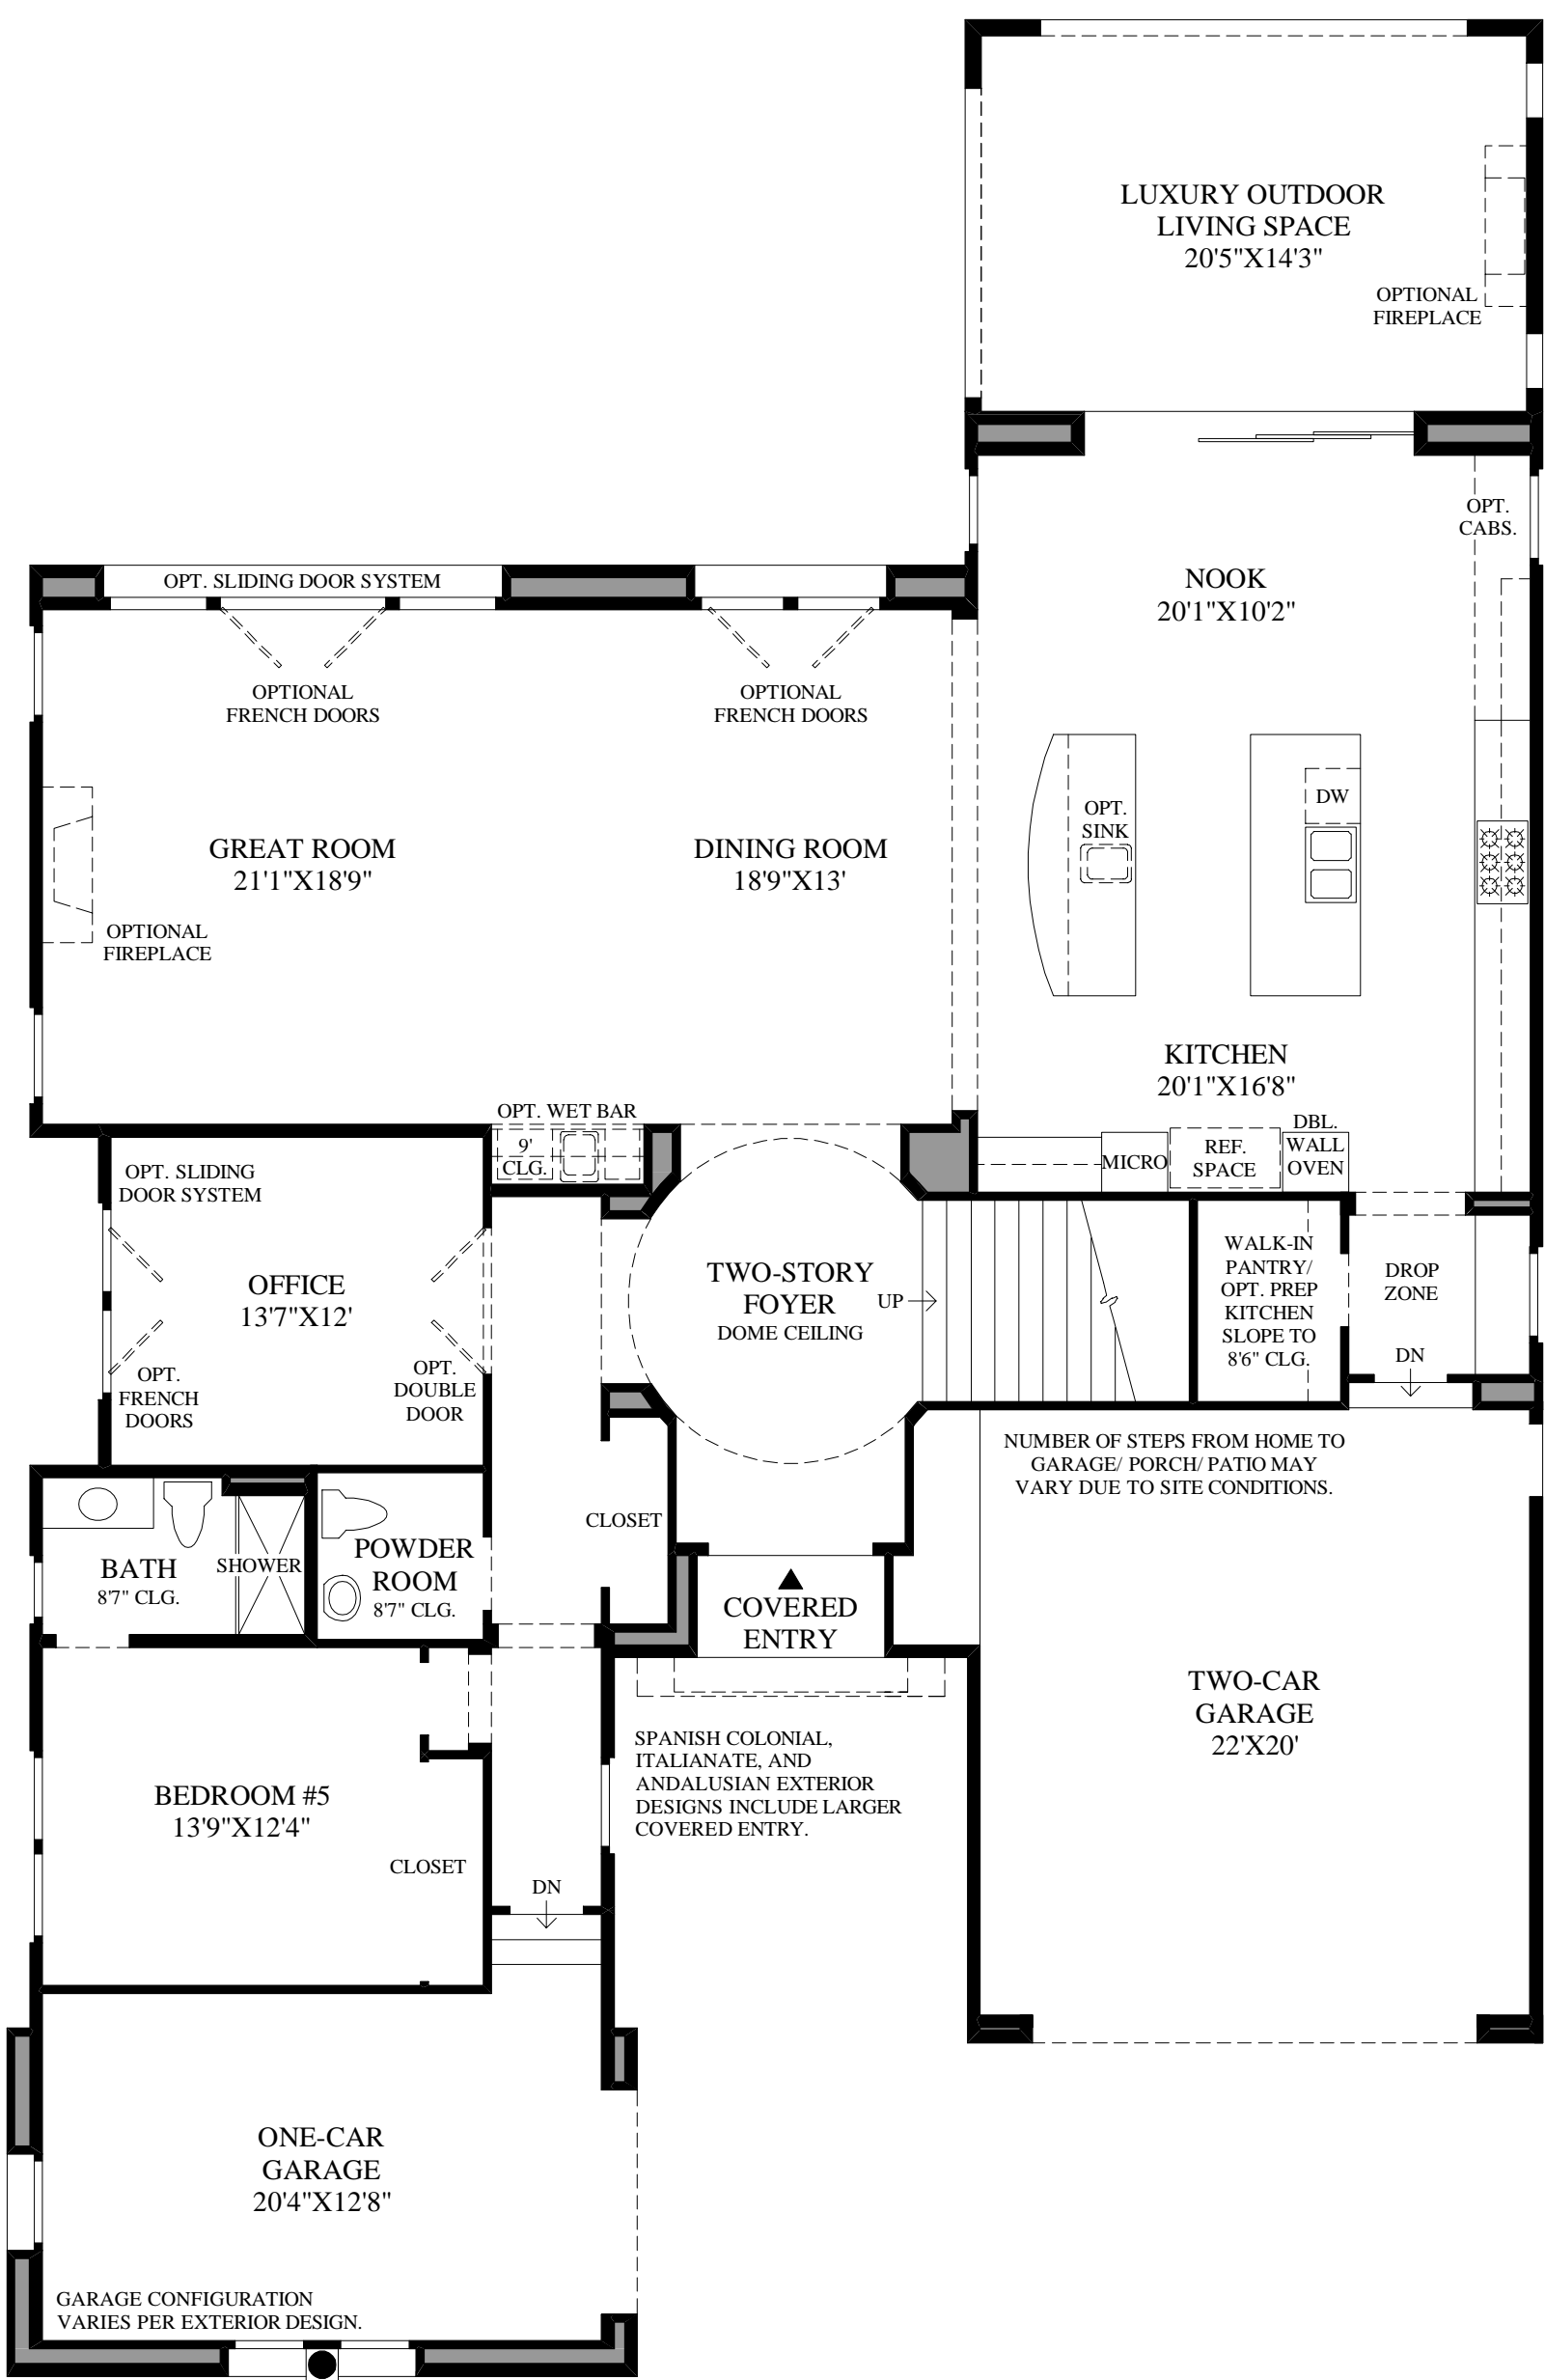 LUXURY OUTDOOR
LIVING SPACE
20'5"X14'3"
OPTIONAL
FIREPLACE
OPT.
CABS.
NOOK
20'1"X10'2"
OPT. SLIDING DOOR SYSTEM
OPTIONAL
FRENCH DOORS
OPTIONAL
FRENCH DOORS
GREAT ROOM
21'1"X18'9"
OPTIONAL
FIREPLACE
DINING ROOM
18'9"X13'
OPT.
SINK
DW
KITCHEN
20'1"X16'8"
OPT. WET BAR
9'
CLG.
MICRO
REF.
SPACE
DBL.
WALL
OVEN
OPT. SLIDING
DOOR SYSTEM
OFFICE
13'7"X12'
OPT.
FRENCH
DOORS
OPT.
DOUBLE
DOOR
TWO-STORY
FOYER
DOME CEILING
UP
WALK-IN
PANTRY/
OPT. PREP
KITCHEN
SLOPE TO
8'6" CLG.
DROP
ZONE
DN
NUMBER OF STEPS FROM HOME TO
GARAGE/ PORCH/ PATIO MAY
VARY DUE TO SITE CONDITIONS.
CLOSET
BATH
8'7" CLG.
SHOWER
POWDER
ROOM
8'7" CLG.
COVERED
ENTRY
TWO-CAR
GARAGE
22'X20'
SPANISH COLONIAL,
ITALIANATE, AND
ANDALUSIAN EXTERIOR
DESIGNS INCLUDE LARGER
COVERED ENTRY.
BEDROOM #5
13'9"X12'4"
CLOSET
DN
ONE-CAR
GARAGE
20'4"X12'8"
GARAGE CONFIGURATION
VARIES PER EXTERIOR DESIGN.